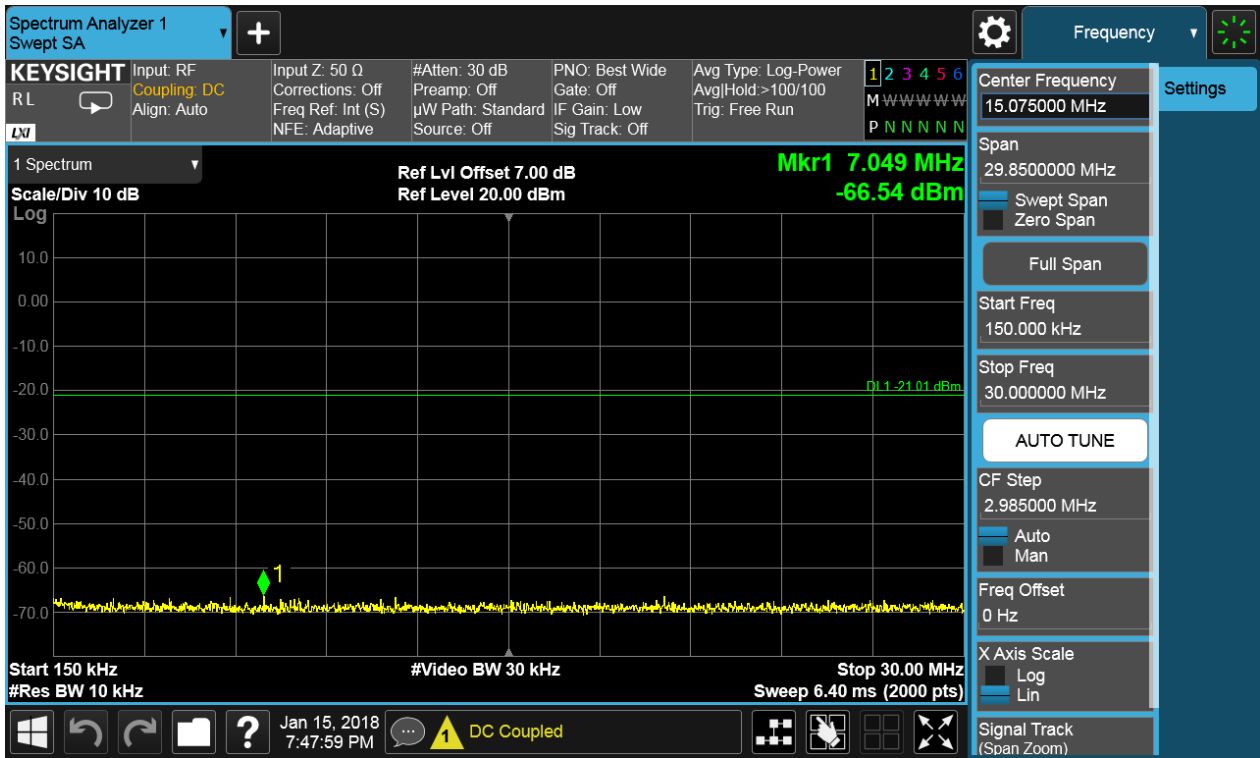 Spectrum Analyzer 1
Swept SA
+
Frequency
KEYSIGHT
RL
LXI
Input: RF
Coupling: DC
Align: Auto
Input Z: 50 Ω
Corrections: Off
Freq Ref: Int (S)
NFE: Adaptive
#Atten: 30 dB
Preamp: Off
µW Path: Standard
Source: Off
PNO: Best Wide
Gate: Off
IF Gain: Low
Sig Track: Off
Avg Type: Log-Power
Avg|Hold:>100/100
Trig: Free Run
1 2 3 4 5 6
M W W W W W
P N N N N N
1 Spectrum
Scale/Div 10 dB
Log
Ref Lvl Offset 7.00 dB
Ref Level 20.00 dBm
Mkr1 7.049 MHz
-66.54 dBm
10.0
0.00
-10.0
-20.0
DL1 -21.01 dBm
-30.0
-40.0
-50.0
-60.0
1
-70.0
Start 150 kHz
#Res BW 10 kHz
#Video BW 30 kHz
Stop 30.00 MHz
Sweep 6.40 ms (2000 pts)
Center Frequency
15.075000 MHz
Span
29.8500000 MHz
Swept Span
Zero Span
Full Span
Start Freq
150.000 kHz
Stop Freq
30.000000 MHz
AUTO TUNE
CF Step
2.985000 MHz
Auto
Man
Freq Offset
0 Hz
X Axis Scale
Log
Lin
Signal Track
(Span Zoom)
Settings
?
Jan 15, 2018
7:47:59 PM
1
DC Coupled